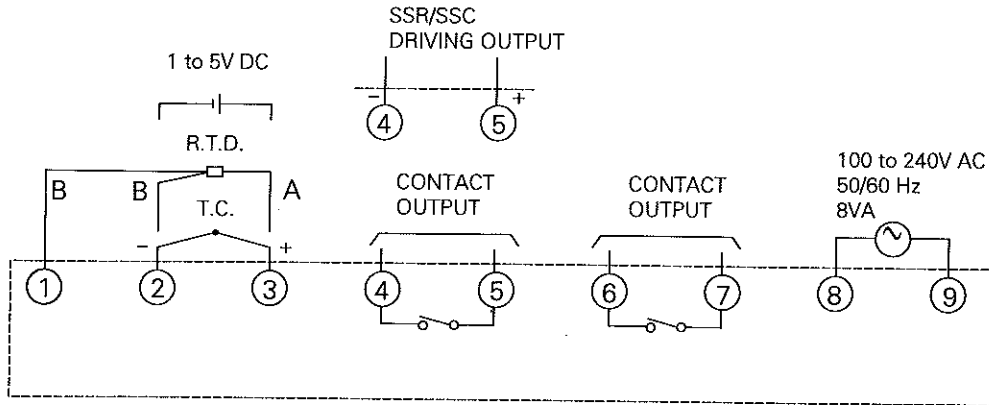 SSR/SSC
DRIVING OUTPUT
1 to 5V DC
- 4 5 +
R.T.D.
B B A
T.C.
- +
CONTACT
OUTPUT
CONTACT
OUTPUT
100 to 240V AC
50/60 Hz
8VA
1 2 3 4 5 6 7 8 9